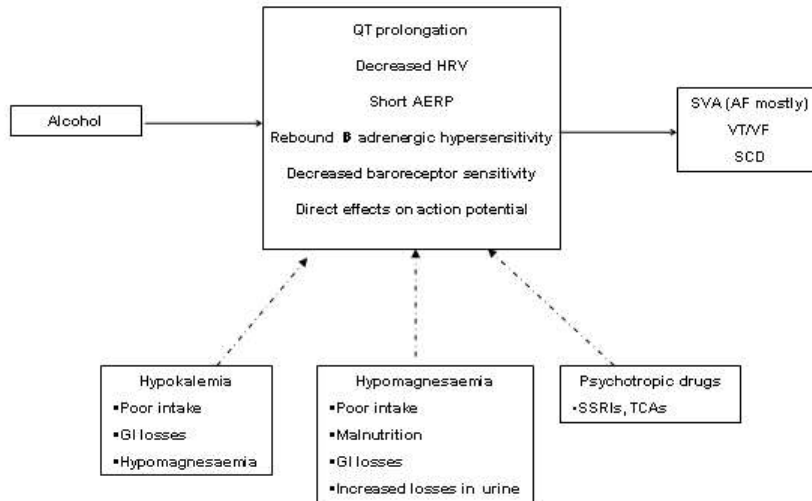 QT prolongation
Decreased HRV
Short AERP
Rebound B adrenergic hypersensitivity
Decreased baroreceptor sensitivity
Direct effects on action potential
Alcohol
SVA (AF mostly)
VT/VF
SCD
Hypokalemia
▪Poor intake
▪GI losses
▪Hypomagnesaemia
Hypomagnesaemia
▪Poor intake
▪Malnutrition
▪GI losses
▪Increased losses in urine
Psychotropic drugs
▪SSRIs, TCAs